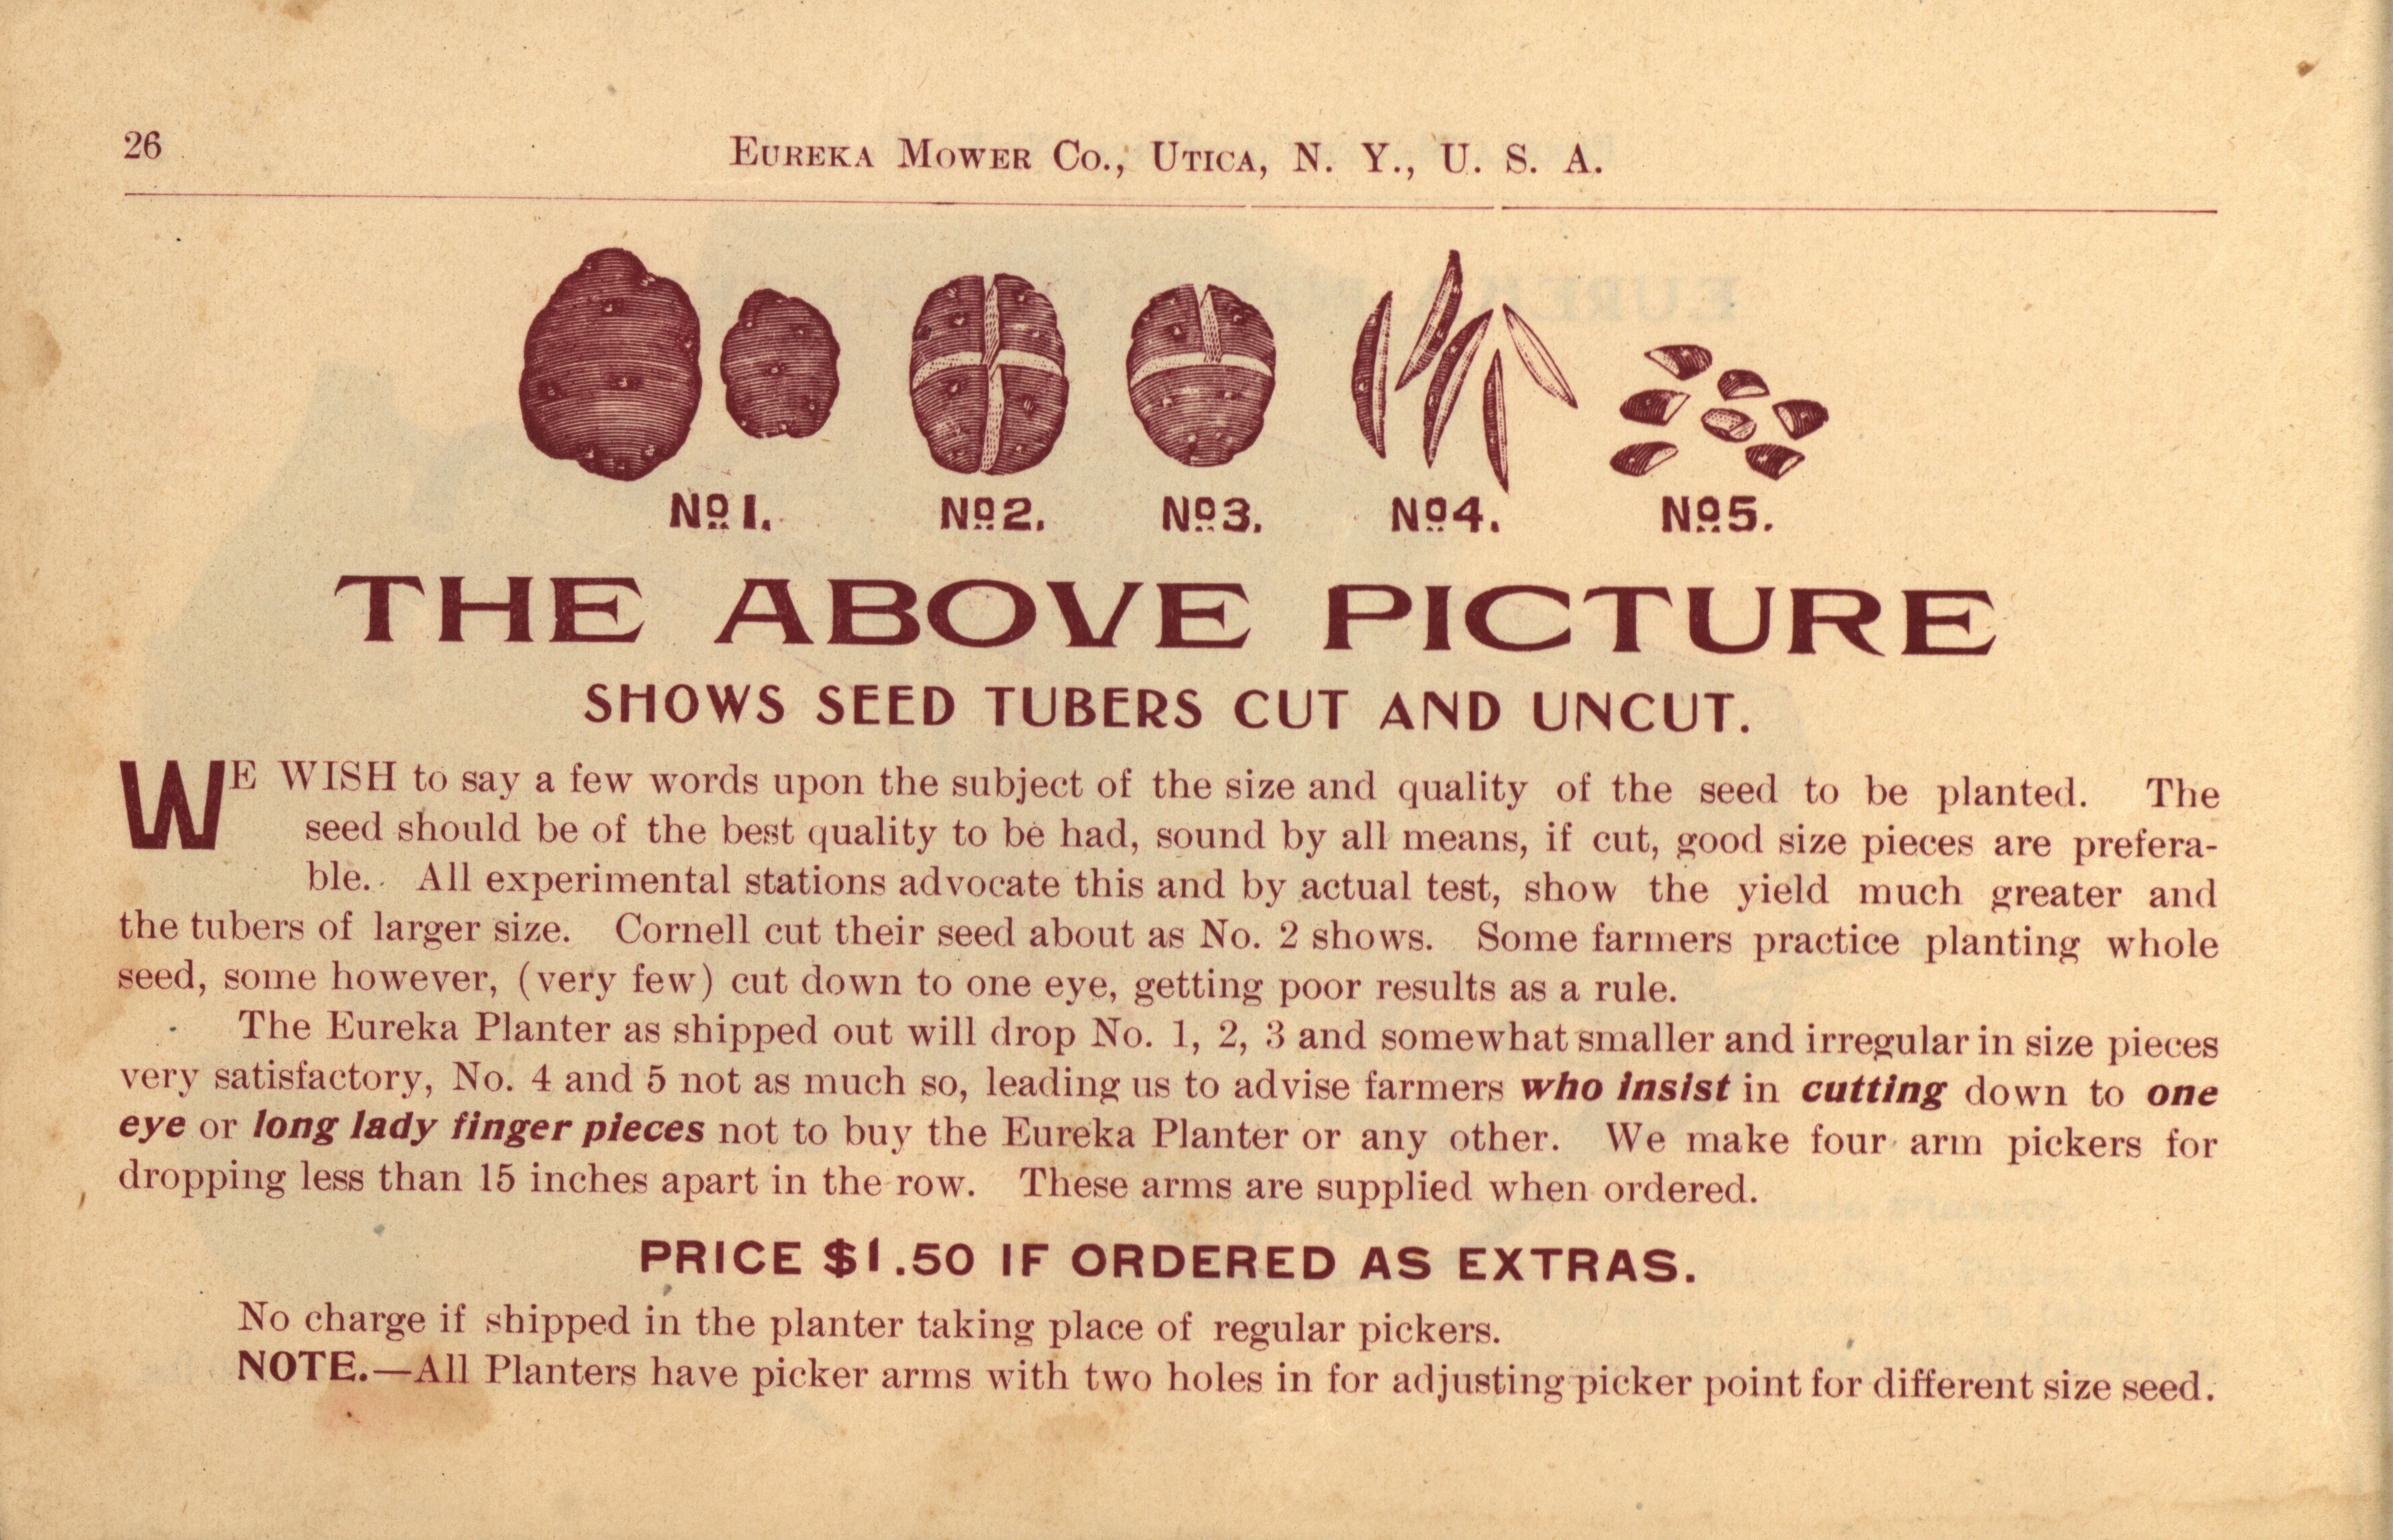 26
EUREKA MOWER CO., UTICA, N. Y., U. S. A.
No 1. No 2. No 3. No 4. No 5.
THE ABOVE PICTURE
SHOWS SEED TUBERS CUT AND UNCUT.
WE WISH to say a few words upon the subject of the size and quality of the seed to be planted. The
seed should be of the best quality to be had, sound by all means, if cut, good size pieces are prefera-
ble. All experimental stations advocate this and by actual test, show the yield much greater and
the tubers of larger size. Cornell cut their seed about as No. 2 shows. Some farmers practice planting whole
seed, some however, (very few) cut down to one eye, getting poor results as a rule.
The Eureka Planter as shipped out will drop No. 1, 2, 3 and somewhat smaller and irregular in size pieces
very satisfactory, No. 4 and 5 not as much so, leading us to advise farmers who insist in cutting down to one
eye or long lady finger pieces not to buy the Eureka Planter or any other. We make four arm pickers for
dropping less than 15 inches apart in the row. These arms are supplied when ordered.
PRICE $1.50 IF ORDERED AS EXTRAS.
No charge if shipped in the planter taking place of regular pickers.
NOTE.—All Planters have picker arms with two holes in for adjusting picker point for different size seed.